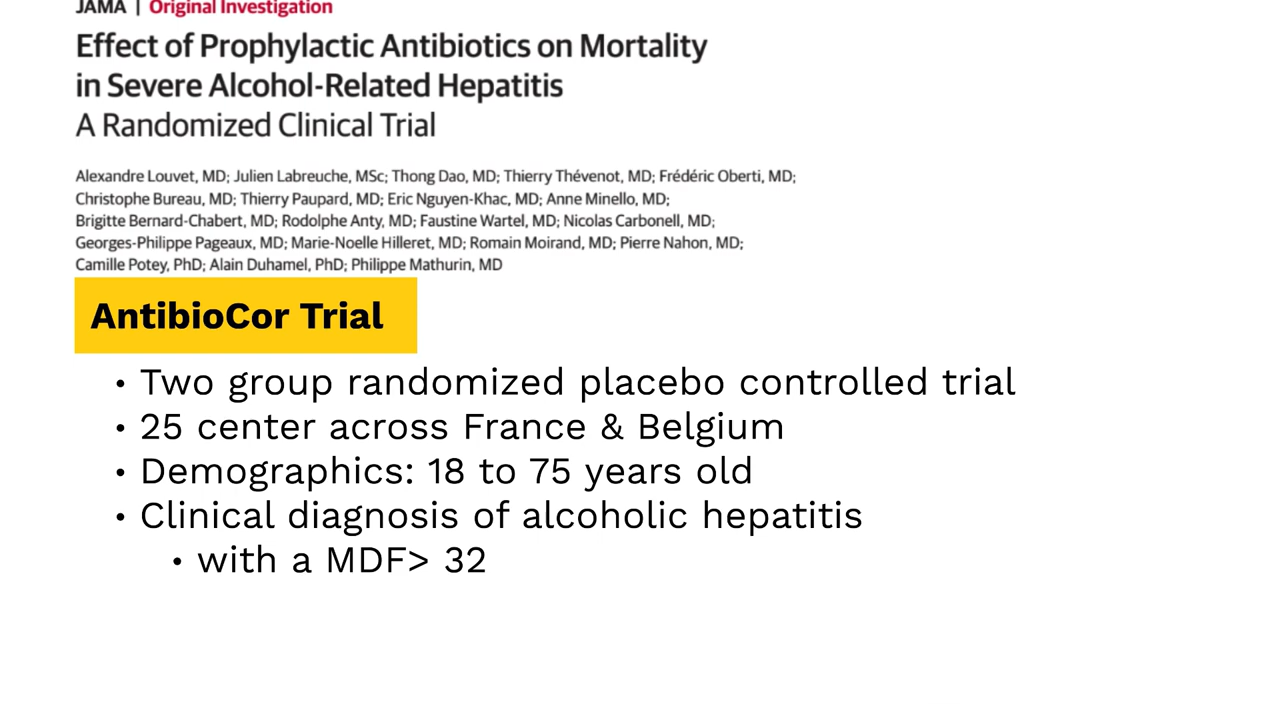 JAMA | Original Investigation
Effect of Prophylactic Antibiotics on Mortality
in Severe Alcohol-Related Hepatitis
A Randomized Clinical Trial
Alexandre Louvet, MD; Julien Labreuche, MSc; Thong Dao, MD; Thierry Thévenot, MD; Frédéric Oberti, MD;
Christophe Bureau, MD; Thierry Paupard, MD; Eric Nguyen-Khac, MD; Anne Minello, MD;
Brigitte Bernard-Chabert, MD; Rodolphe Anty, MD; Faustine Wartel, MD; Nicolas Carbonell, MD;
Georges-Philippe Pageaux, MD; Marie-Noelle Hilleret, MD; Romain Moirand, MD; Pierre Nahon, MD;
Camille Potey, PhD; Alain Duhamel, PhD; Philippe Mathurin, MD
AntibioCor Trial
• Two group randomized placebo controlled trial
• 25 center across France & Belgium
• Demographics: 18 to 75 years old
• Clinical diagnosis of alcoholic hepatitis
• with a MDF> 32